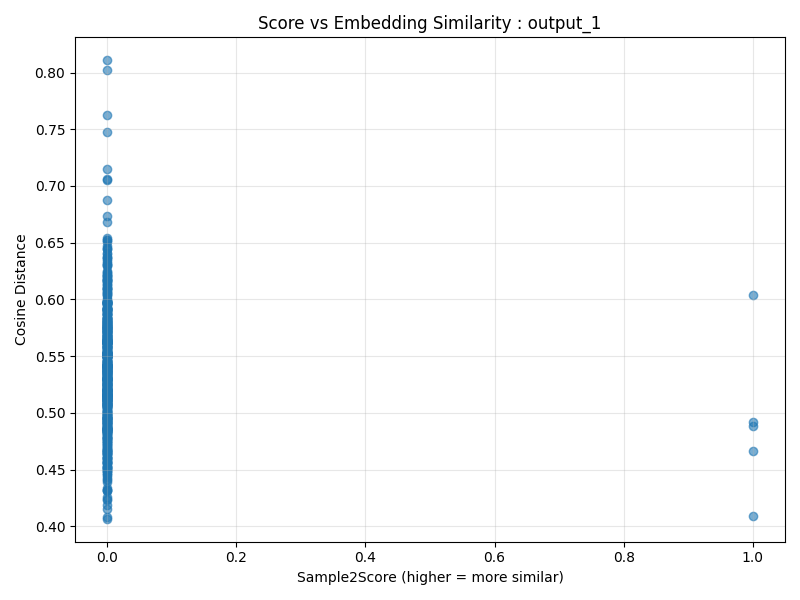 Score vs Embedding Similarity : output_1
Cosine Distance
0.80
0.75
0.70
0.65
0.60
0.55
0.50
0.45
0.40
0.0 0.2 0.4 0.6 0.8 1.0
Sample2Score (higher = more similar)